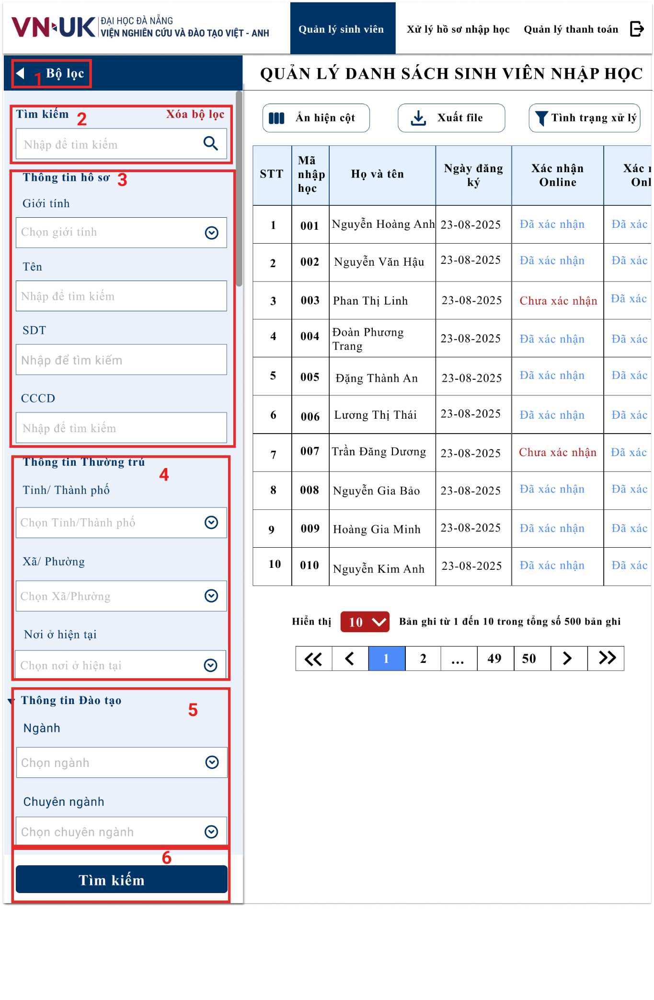 VN-UK
ĐẠI HỌC ĐÀ NẴNG
VIỆN NGHIÊN CỨU VÀ ĐÀO TẠO VIỆT - ANH
Quản lý sinh viên
Xử lý hồ sơ nhập học
Quản lý thanh toán
1 Bộ lọc
Tìm kiếm 2 Xóa bộ lọc
Nhập để tìm kiếm
Thông tin hồ sơ 3
Giới tính
Chọn giới tính
Tên
Nhập để tìm kiếm
SDT
Nhập để tìm kiếm
CCCD
Nhập để tìm kiếm
Thông tin Thường trú 4
Tỉnh/ Thành phố
Chọn Tỉnh/Thành phố
Xã/ Phường
Chọn Xã/Phường
Nơi ở hiện tại
Chọn nơi ở hiện tại
Thông tin Đào tạo 5
Ngành
Chọn ngành
Chuyên ngành
Chọn chuyên ngành
6
Tìm kiếm
QUẢN LÝ DANH SÁCH SINH VIÊN NHẬP HỌC
Ẩn hiện cột
Xuất file
Tình trạng xử lý
STT Mã nhập học Họ và tên Ngày đăng ký Xác nhận Online Xác
1 001 Nguyễn Hoàng Anh 23-08-2025 Đã xác nhận Đã xác
2 002 Nguyễn Văn Hậu 23-08-2025 Đã xác nhận Đã xác
3 003 Phan Thị Linh 23-08-2025 Chưa xác nhận Đã xác
4 004 Đoàn Phương Trang 23-08-2025 Đã xác nhận Đã xác
5 005 Đặng Thành An 23-08-2025 Đã xác nhận Đã xác
6 006 Lương Thị Thái 23-08-2025 Đã xác nhận Đã xác
7 007 Trần Đăng Dương 23-08-2025 Chưa xác nhận Đã xác
8 008 Nguyễn Gia Bảo 23-08-2025 Đã xác nhận Đã xác
9 009 Hoàng Gia Minh 23-08-2025 Đã xác nhận Đã xác
10 010 Nguyễn Kim Anh 23-08-2025 Đã xác nhận Đã xác
Hiển thị 10 Bản ghi từ 1 đến 10 trong tổng số 500 bản ghi
1 2 ... 49 50